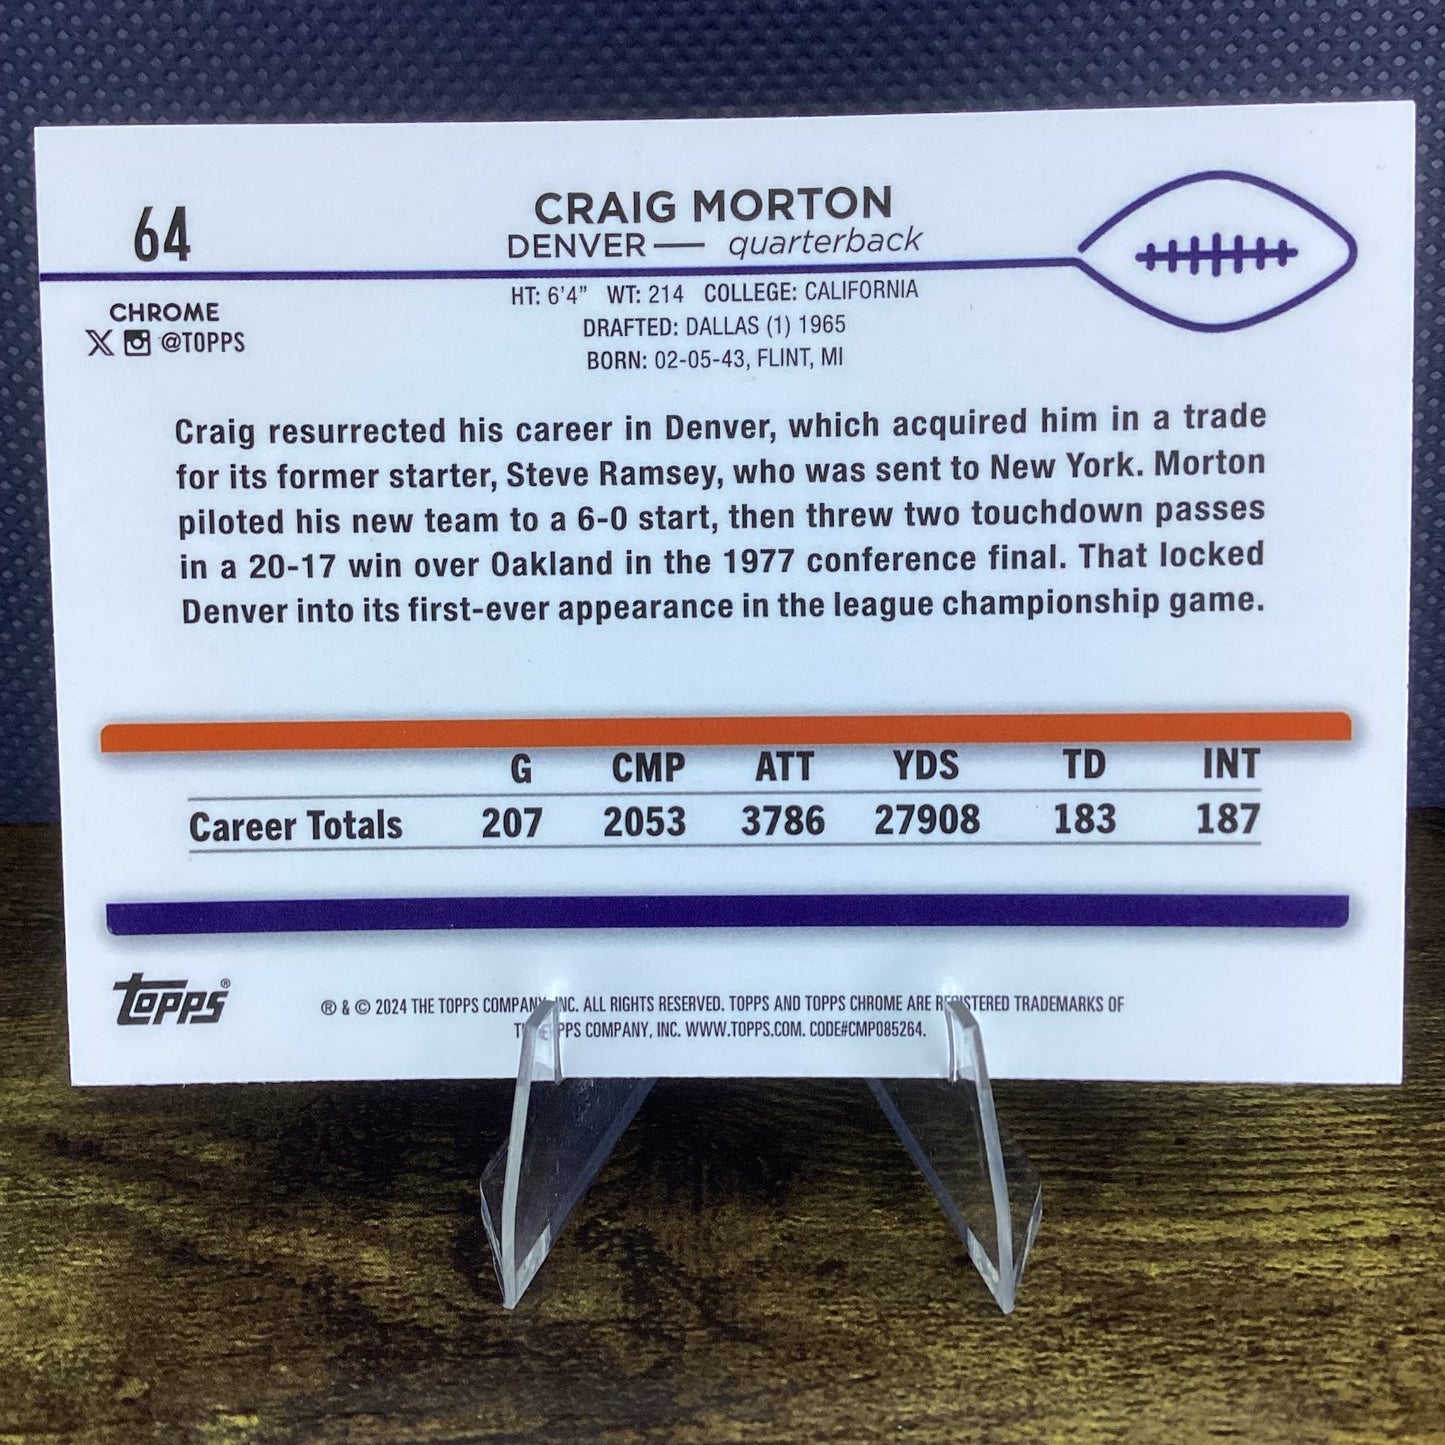 64
CRAIG MORTON
DENVER — quarterback
CHROME
@TOPPS
HT: 6'4" WT: 214 COLLEGE: CALIFORNIA
DRAFTED: DALLAS (1) 1965
BORN: 02-05-43, FLINT, MI
Craig resurrected his career in Denver, which acquired him in a trade
for its former starter, Steve Ramsey, who was sent to New York. Morton
piloted his new team to a 6-0 start, then threw two touchdown passes
in a 20-17 win over Oakland in the 1977 conference final. That locked
Denver into its first-ever appearance in the league championship game.
G CMP ATT YDS TD INT
Career Totals 207 2053 3786 27908 183 187
topps®
® & © 2024 THE TOPPS COMPANY, INC. ALL RIGHTS RESERVED. TOPPS AND TOPPS CHROME ARE REGISTERED TRADEMARKS OF
THE TOPPS COMPANY, INC. WWW.TOPPS.COM. CODE#CMP085264.